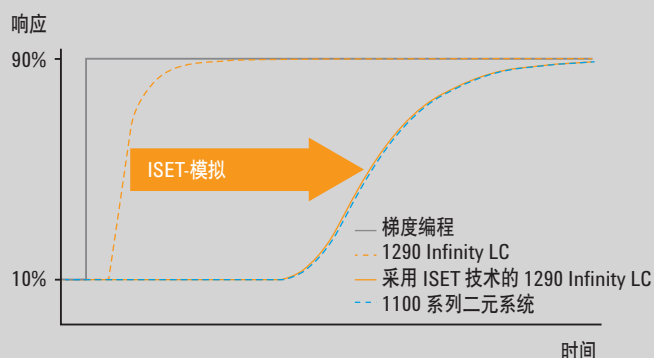 响应
90%
ISET-模拟
梯度编程
1290 Infinity LC
采用 ISET 技术的 1290 Infinity LC
10%
1100 系列二元系统
时间